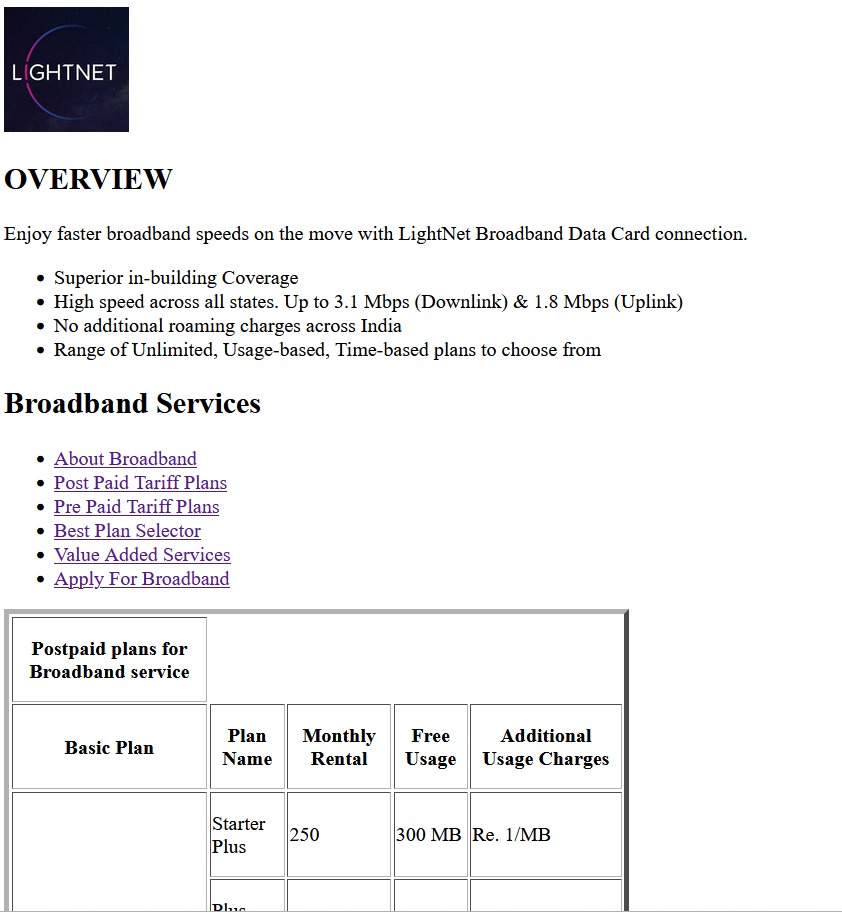 LIGHTNET
OVERVIEW
Enjoy faster broadband speeds on the move with LightNet Broadband Data Card connection.
Superior in-building Coverage
High speed across all states. Up to 3.1 Mbps (Downlink) & 1.8 Mbps (Uplink)
No additional roaming charges across India
Range of Unlimited, Usage-based, Time-based plans to choose from
Broadband Services
About Broadband
Post Paid Tariff Plans
Pre Paid Tariff Plans
Best Plan Selector
Value Added Services
Apply For Broadband
Postpaid plans for
Broadband service
Basic Plan
Plan
Name
Monthly
Rental
Free
Usage
Additional
Usage Charges
Starter
Plus
250
300 MB
Re. 1/MB
Plus